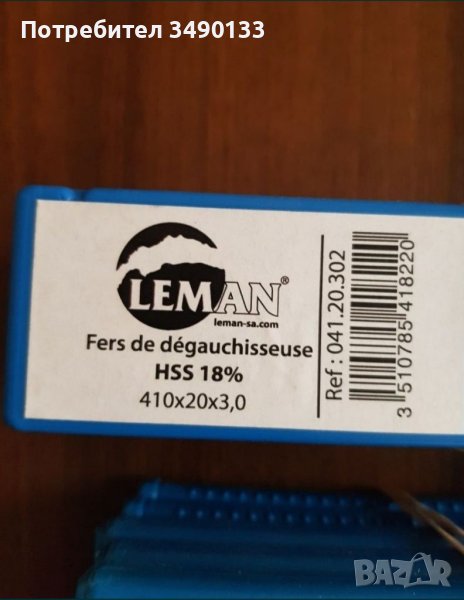 Потребител 3490133
LEMAN®
leman-sa.com
Fers de dégauchisseuse
HSS 18%
410x20x3,0
Ref : 041.20.302
3 510785 418220
BAZAR